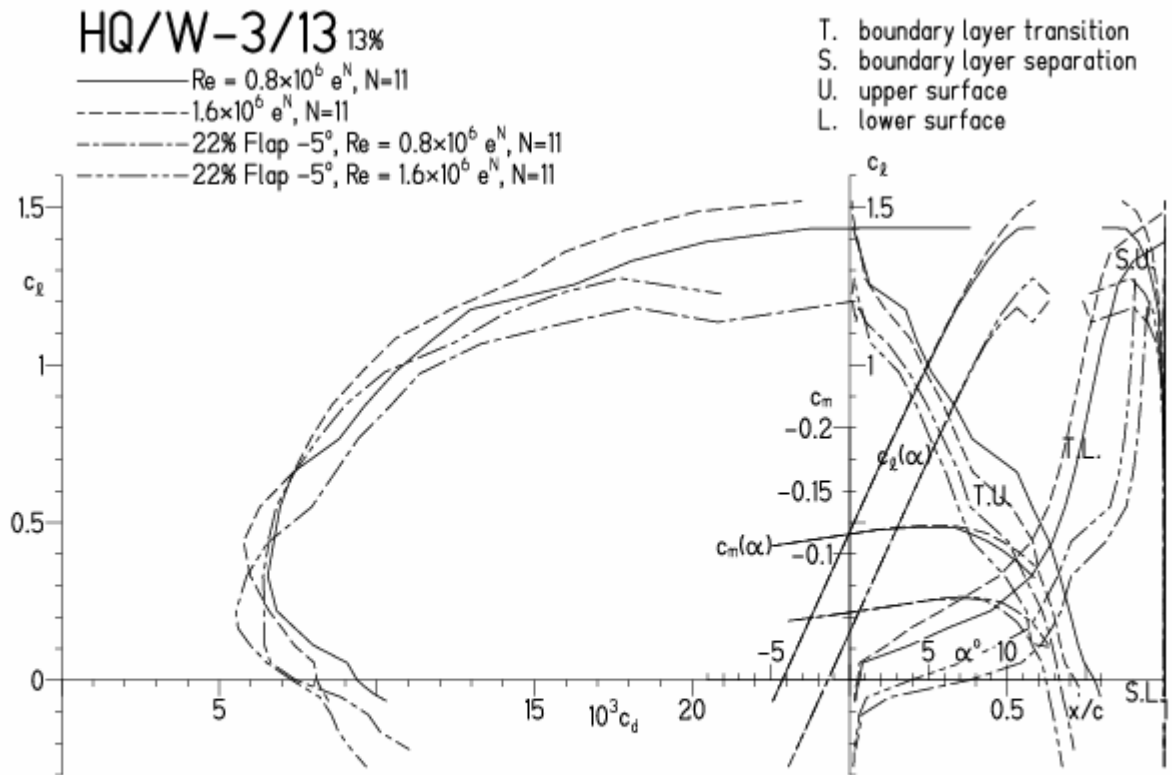 HQ/W-3/13 13%
Re = 0.8×10⁶ eᴺ, N=11
1.6×10⁶ eᴺ, N=11
22% Flap -5°, Re = 0.8×10⁶ eᴺ, N=11
22% Flap -5°, Re = 1.6×10⁶ eᴺ, N=11
T. boundary layer transition
S. boundary layer separation
U. upper surface
L. lower surface
cℓ
1.5 1.5
S.U.
cℓ
1 1
cm
-0.2
cℓ(α) T.L.
-0.15 T.U.
0.5
cm(α) -0.1
-5 5 α° 10
0 S.L.
5 15 10³cd 20 0.5 x/c